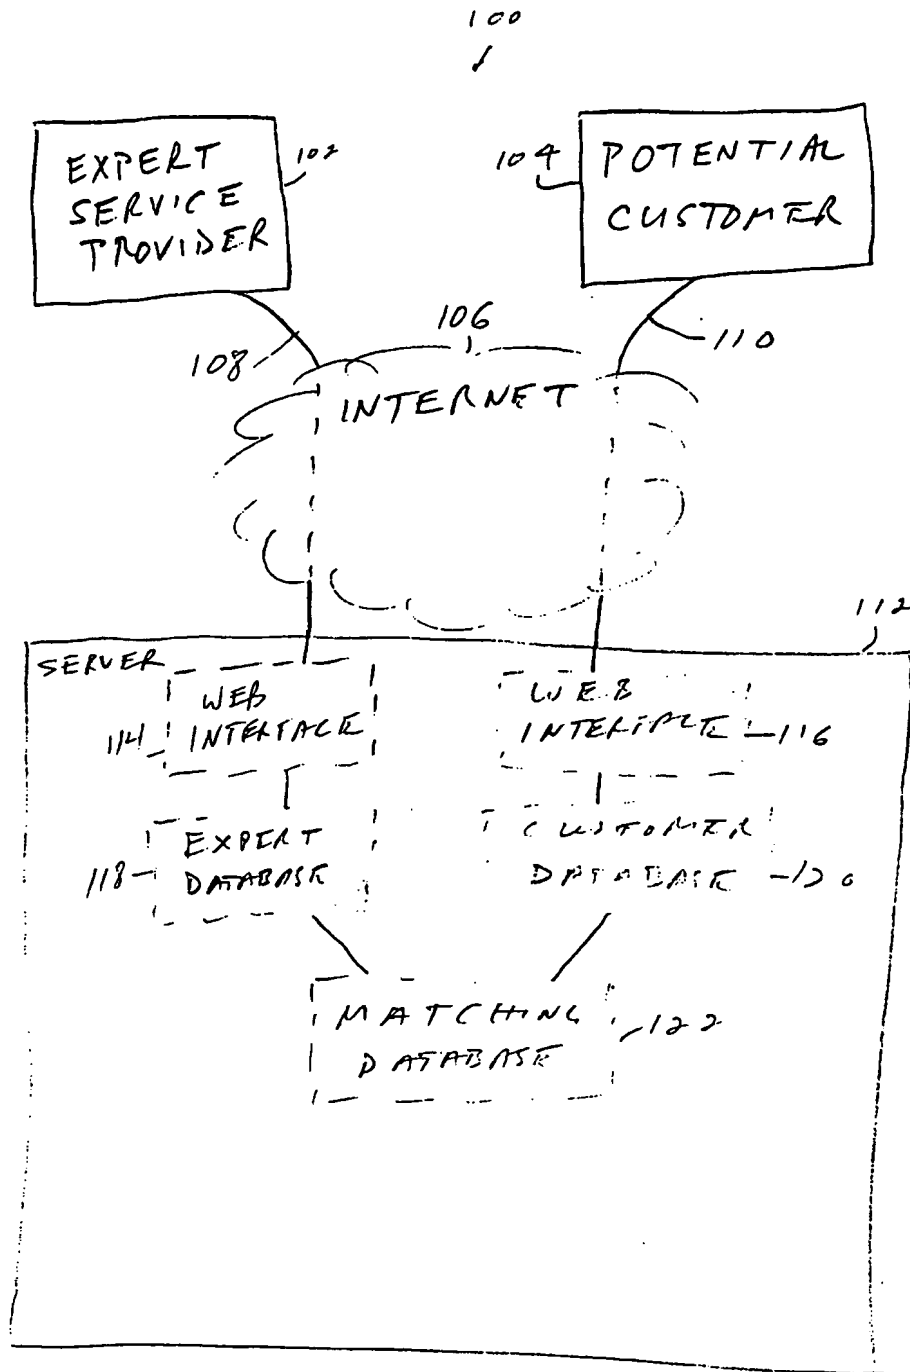 100
EXPERT
SERVICE
PROVIDER
102
104
POTENTIAL
CUSTOMER
106
108
110
INTERNET
112
SERVER
WEB
INTERFACE
114
WEB
INTERFACE
116
EXPERT
DATABASE
118
CUSTOMER
DATABASE
120
MATCHING
DATABASE
122